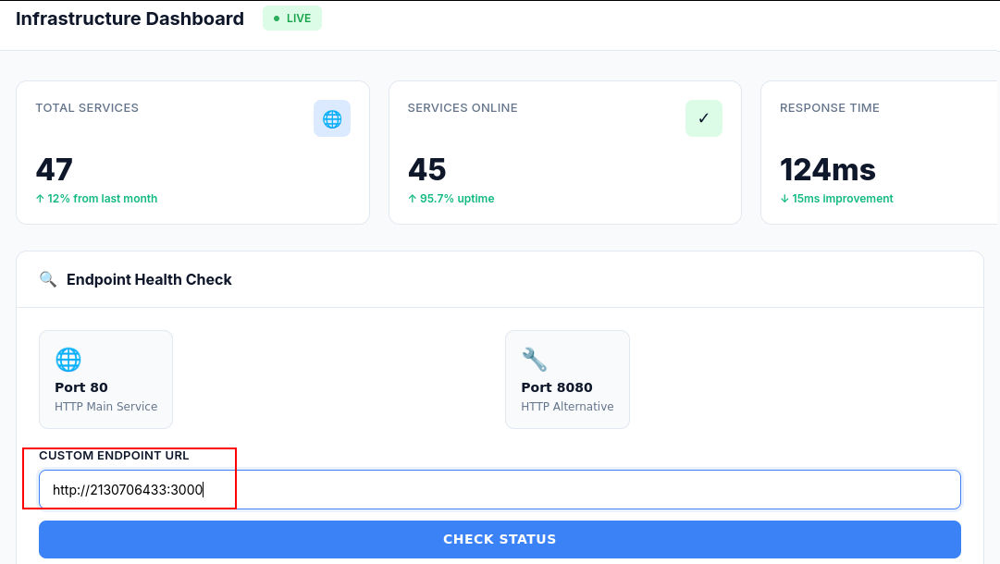 Infrastructure Dashboard
LIVE
TOTAL SERVICES
47
↑ 12% from last month
SERVICES ONLINE
✓
45
↑ 95.7% uptime
RESPONSE TIME
124ms
↓ 15ms improvement
Endpoint Health Check
Port 80
HTTP Main Service
Port 8080
HTTP Alternative
CUSTOM ENDPOINT URL
http://2130706433:3000
CHECK STATUS